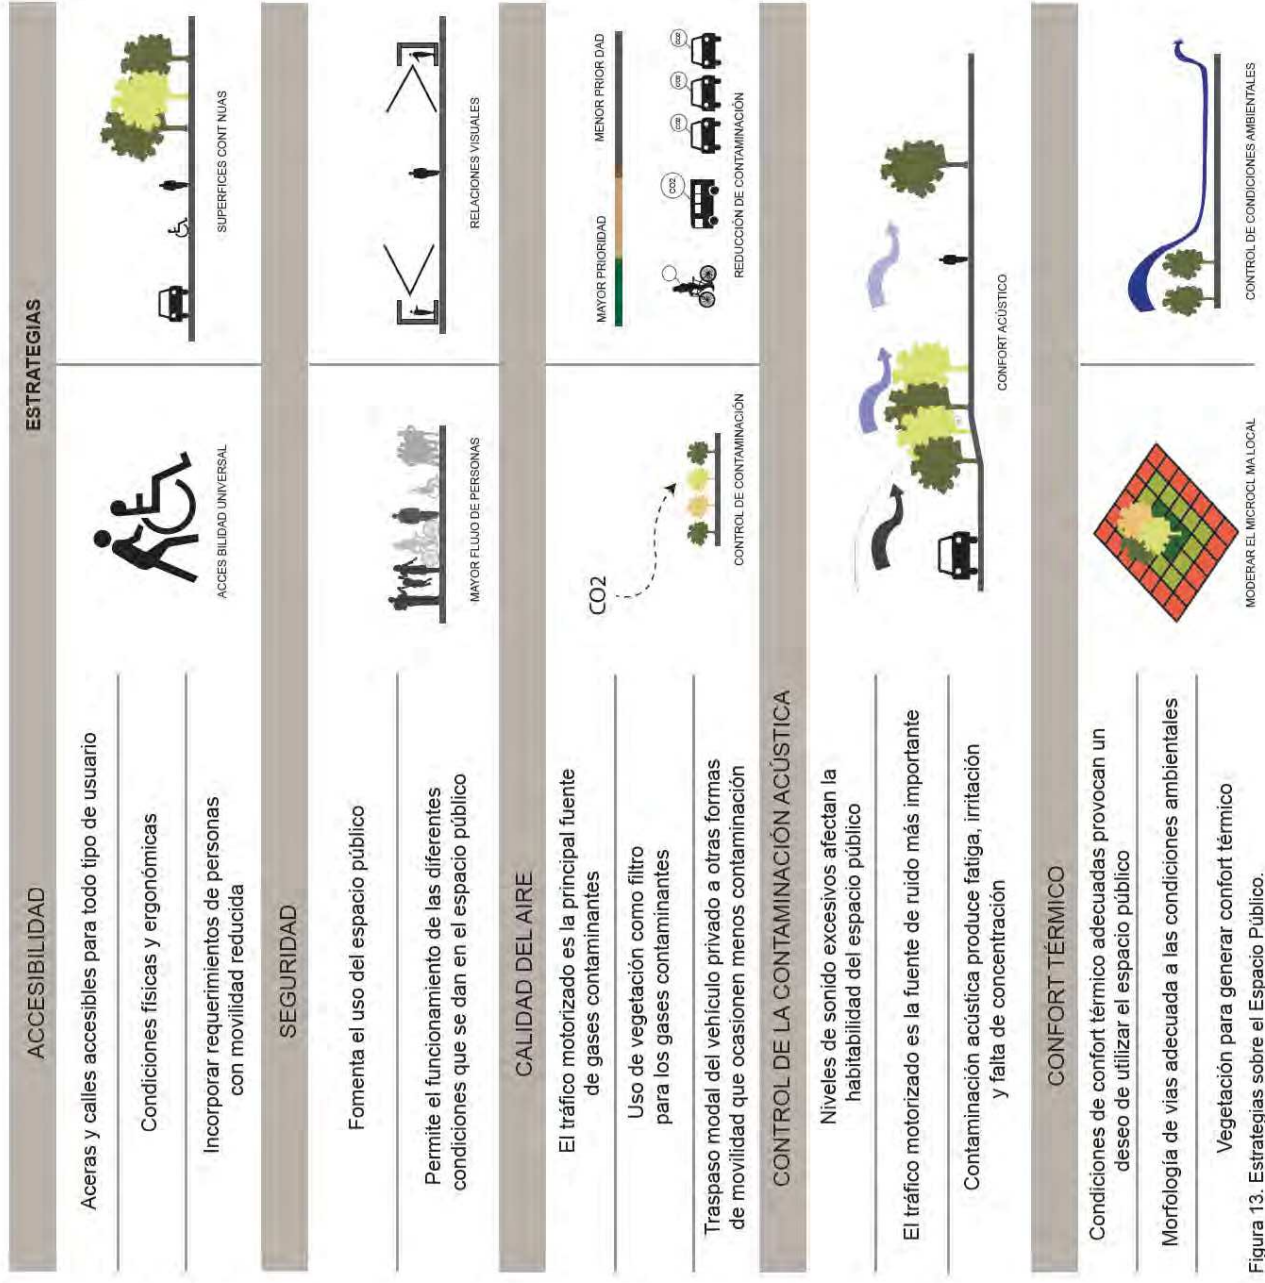 ESTRATEGIAS
ACCESIBILIDAD
Aceras y calles accesibles para todo tipo de usuario
Condiciones físicas y ergonómicas
Incorporar requerimientos de personas
con movilidad reducida
ACCES BILIDAD UNIVERSAL
SUPERFICES CONT NUAS
SEGURIDAD
Fomenta el uso del espacio público
Permite el funcionamiento de las diferentes
condiciones que se dan en el espacio público
MAYOR FLUJO DE PERSONAS
RELACIONES VISUALES
CALIDAD DEL AIRE
El tráfico motorizado es la principal fuente
de gases contaminantes
Uso de vegetación como filtro
para los gases contaminantes
Traspaso modal del vehículo privado a otras formas
de movilidad que ocasionen menos contaminación
CO2
CONTROL DE CONTAMINACIÓN
MAYOR PRIORIDAD
MENOR PRIOR DAD
CO2
CO2
CO2
CO2
REDUCCIÓN DE CONTAMINACIÓN
CONTROL DE LA CONTAMINACIÓN ACÚSTICA
Niveles de sonido excesivos afectan la
habitabilidad del espacio público
El tráfico motorizado es la fuente de ruido más importante
Contaminación acústica produce fatiga, irritación
y falta de concentración
CONFORT ACÚSTICO
CONFORT TÉRMICO
Condiciones de confort térmico adecuadas provocan un
deseo de utilizar el espacio público
Morfología de vias adecuada a las condiciones ambientales
Vegetación para generar confort térmico
MODERAR EL MICROCL MA LOCAL
CONTROL DE CONDICIONES AMBIENTALES
Figura 13. Estrategias sobre el Espacio Público.